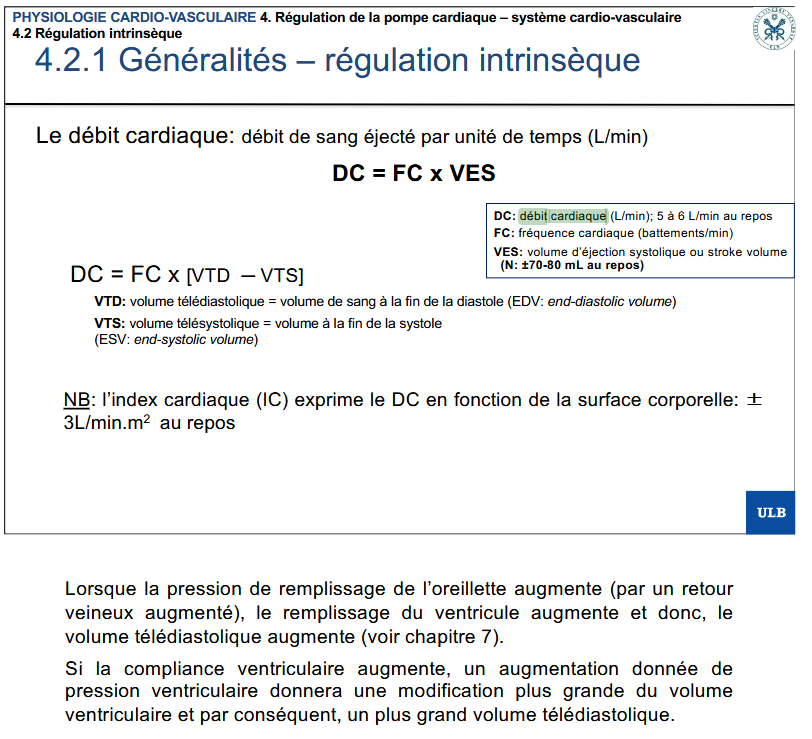 PHYSIOLOGIE CARDIO-VASCULAIRE 4. Régulation de la pompe cardiaque – système cardio-vasculaire
4.2 Régulation intrinsèque
4.2.1 Généralités – régulation intrinsèque
Le débit cardiaque: débit de sang éjecté par unité de temps (L/min)
DC = FC x VES
DC: débit cardiaque (L/min); 5 à 6 L/min au repos
FC: fréquence cardiaque (battements/min)
VES: volume d'éjection systolique ou stroke volume
(N: ±70-80 mL au repos)
DC = FC x [VTD – VTS]
VTD: volume télédiastolique = volume de sang à la fin de la diastole (EDV: end-diastolic volume)
VTS: volume télésystolique = volume à la fin de la systole
(ESV: end-systolic volume)
NB: l'index cardiaque (IC) exprime le DC en fonction de la surface corporelle: ±
3L/min.m² au repos
ULB
Lorsque la pression de remplissage de l'oreillette augmente (par un retour
veineux augmenté), le remplissage du ventricule augmente et donc, le
volume télédiastolique augmente (voir chapitre 7).
Si la compliance ventriculaire augmente, un augmentation donnée de
pression ventriculaire donnera une modification plus grande du volume
ventriculaire et par conséquent, un plus grand volume télédiastolique.